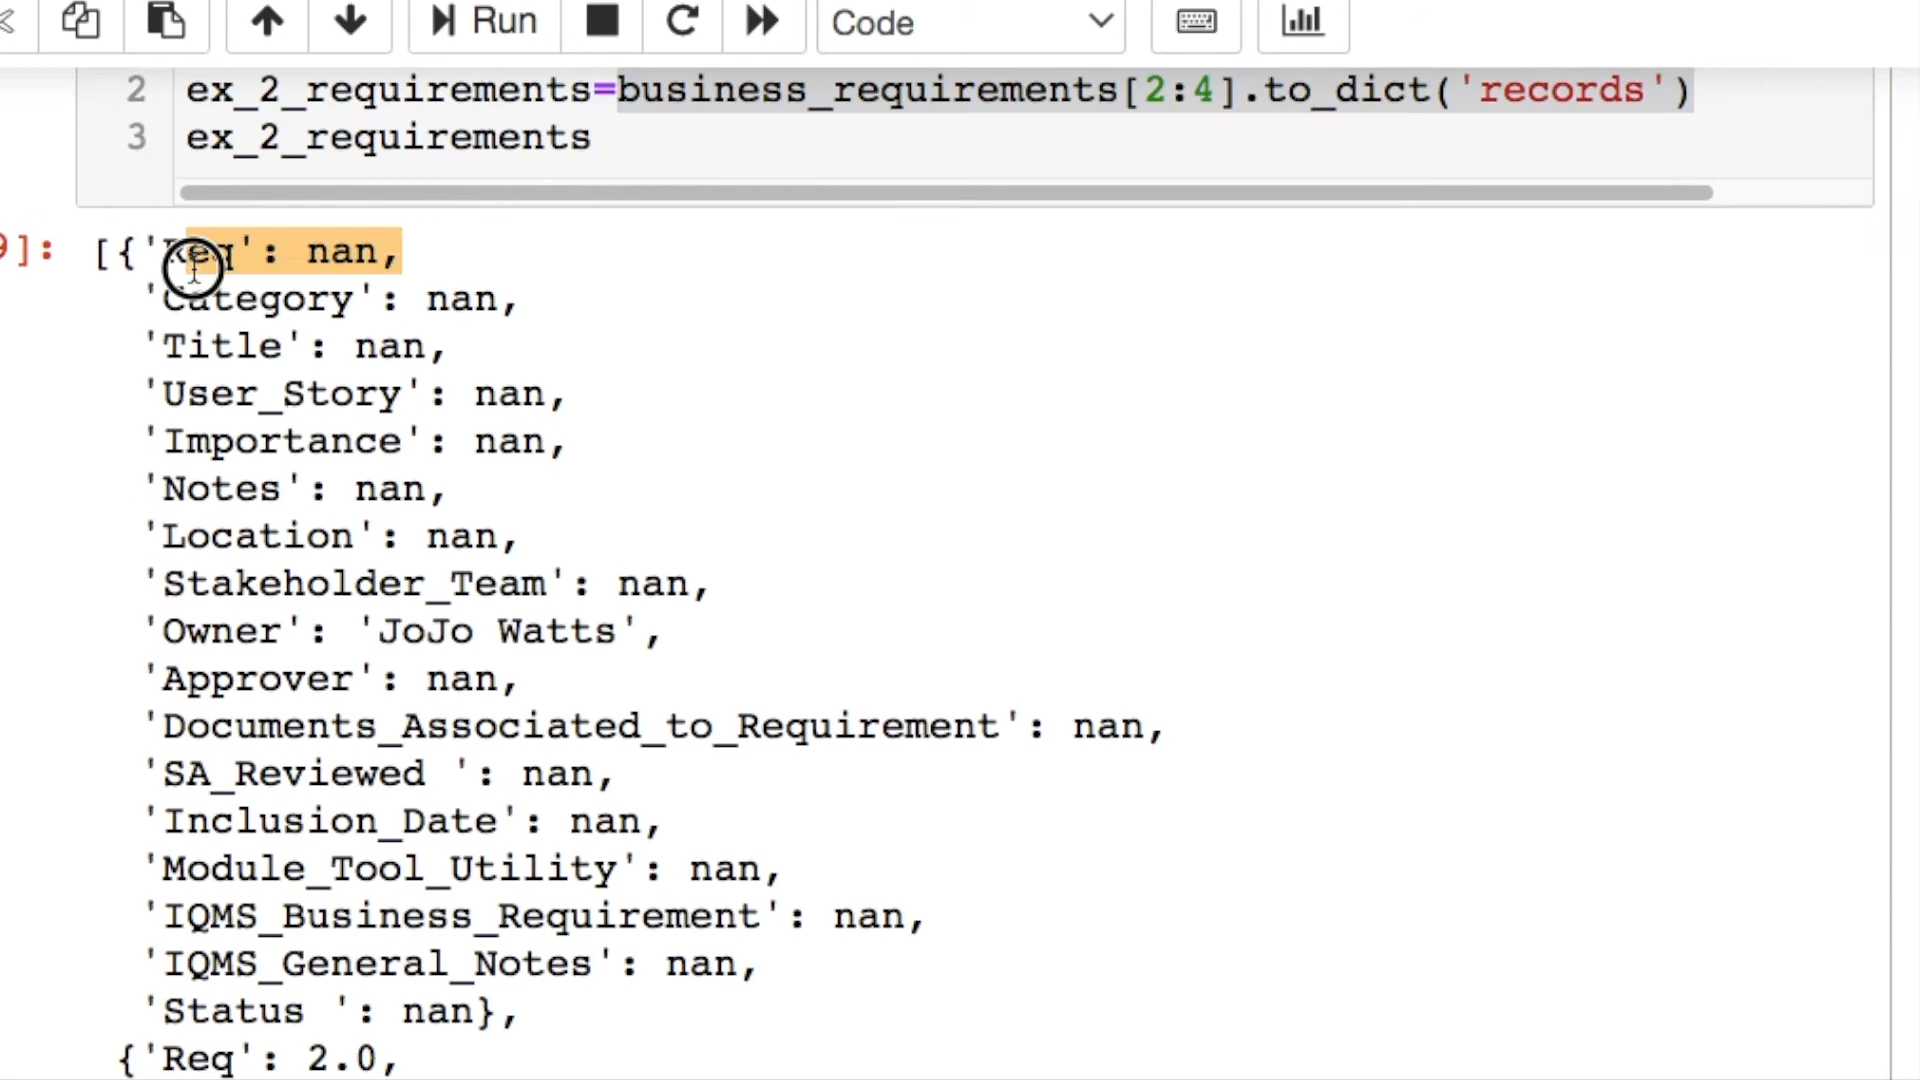 Run Code
2 ex_2_requirements=business_requirements[2:4].to_dict('records')
3 ex_2_requirements
9]: [{'Req': nan,
'Category': nan,
'Title': nan,
'User_Story': nan,
'Importance': nan,
'Notes': nan,
'Location': nan,
'Stakeholder_Team': nan,
'Owner': 'JoJo Watts',
'Approver': nan,
'Documents_Associated_to_Requirement': nan,
'SA_Reviewed ': nan,
'Inclusion_Date': nan,
'Module_Tool_Utility': nan,
'IQMS_Business_Requirement': nan,
'IQMS_General_Notes': nan,
'Status ': nan},
{'Req': 2.0,